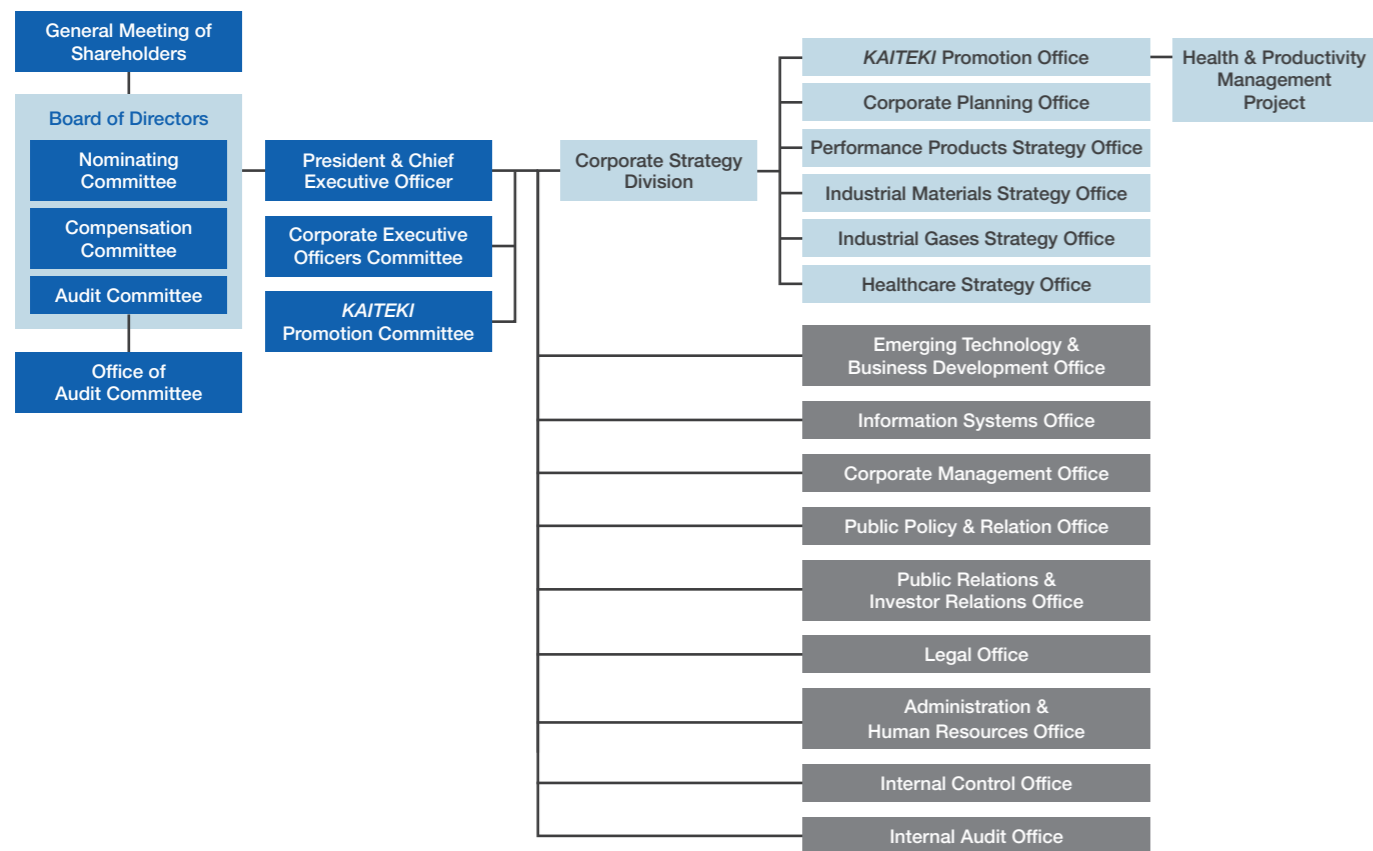 General Meeting of
Shareholders
Board of Directors
Nominating
Committee
Compensation
Committee
Audit Committee
Office of
Audit Committee
President & Chief
Executive Officer
Corporate Executive
Officers Committee
KAITEKI
Promotion Committee
Corporate Strategy
Division
KAITEKI Promotion Office
Corporate Planning Office
Performance Products Strategy Office
Industrial Materials Strategy Office
Industrial Gases Strategy Office
Healthcare Strategy Office
Health & Productivity
Management
Project
Emerging Technology &
Business Development Office
Information Systems Office
Corporate Management Office
Public Policy & Relation Office
Public Relations &
Investor Relations Office
Legal Office
Administration &
Human Resources Office
Internal Control Office
Internal Audit Office